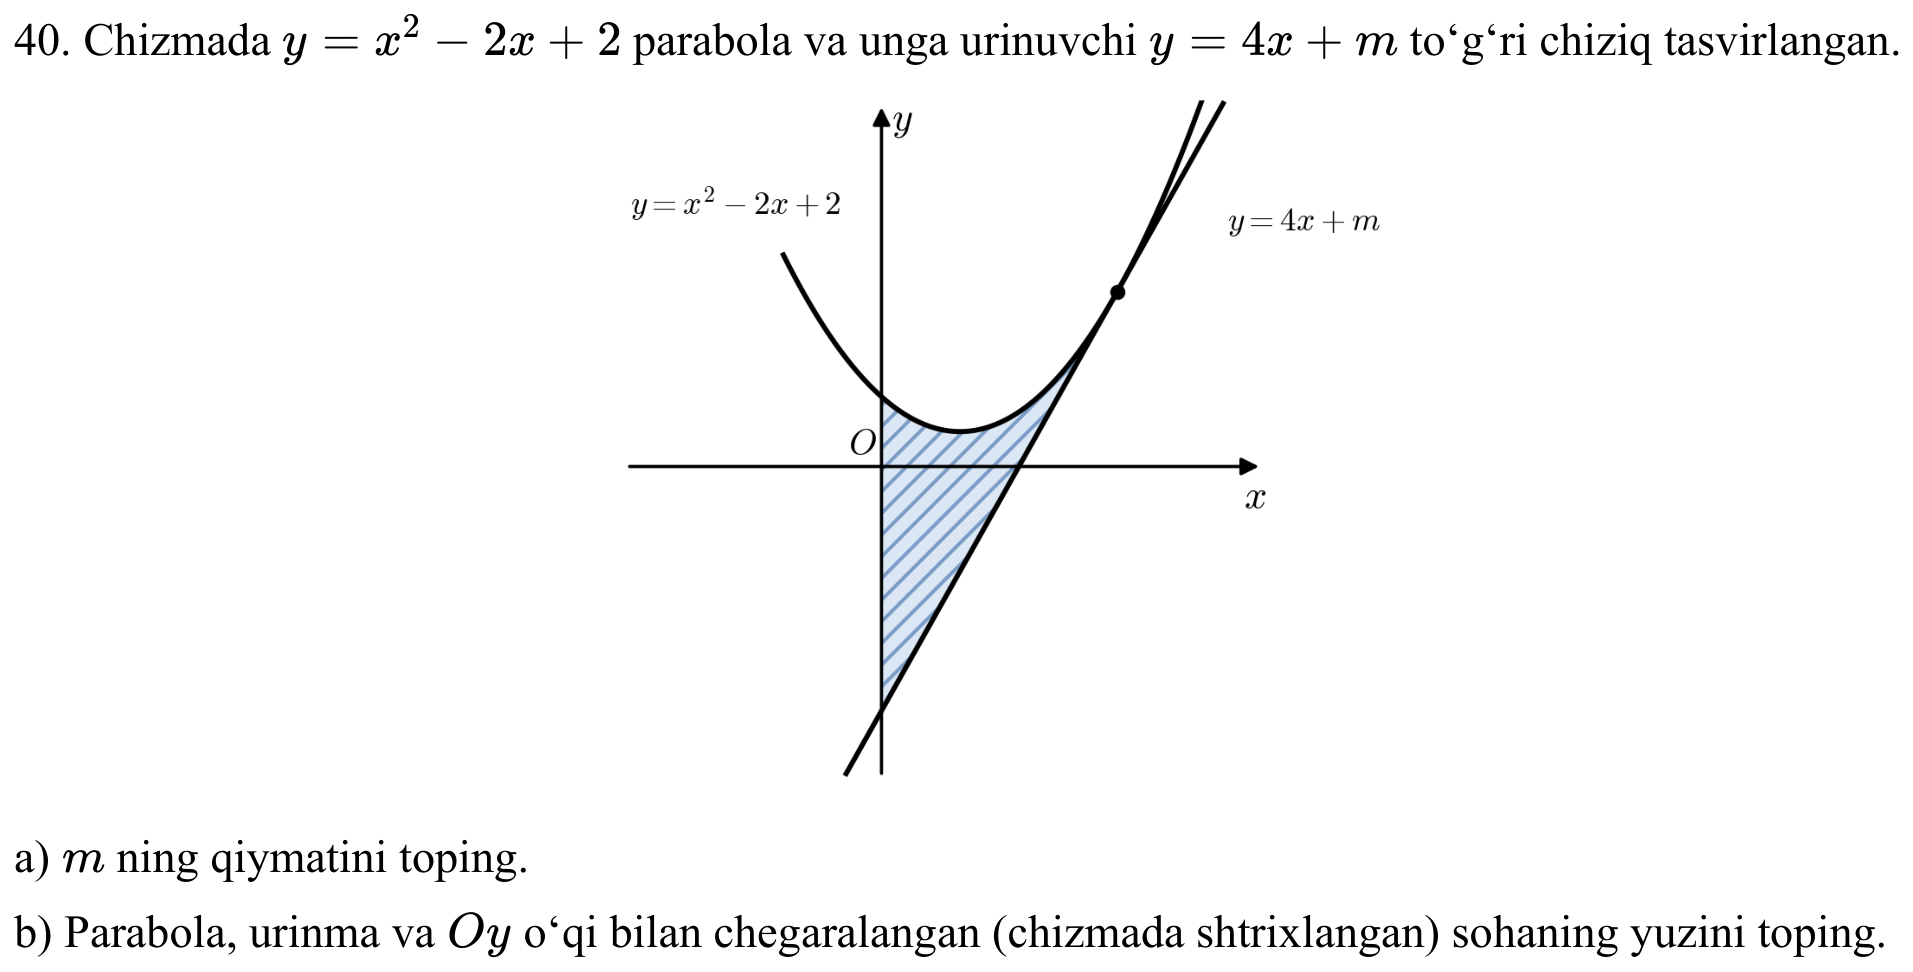 40. Chizmada y = x² − 2x + 2 parabola va unga urinuvchi y = 4x + m to‘g‘ri chiziq tasvirlangan.
y
y = x² − 2x + 2
y = 4x + m
O
x
a) m ning qiymatini toping.
b) Parabola, urinma va Oy o‘qi bilan chegaralangan (chizmada shtrixlangan) sohaning yuzini toping.